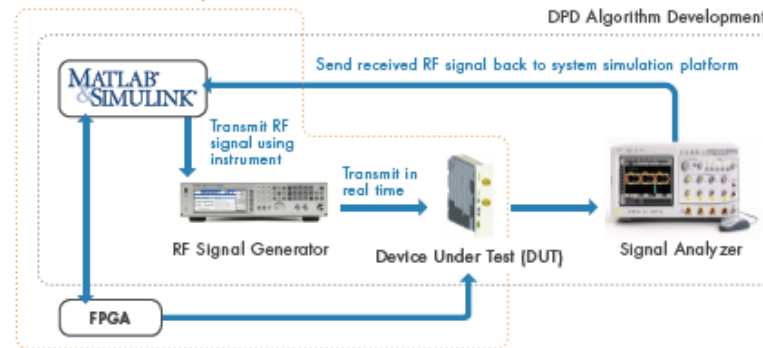 DPD Algorithm Development
Send received RF signal back to system simulation platform
MATLAB®
&SIMULINK®
Transmit RF
signal using
instrument
Transmit in
real time
RF Signal Generator
Device Under Test (DUT)
Signal Analyzer
FPGA